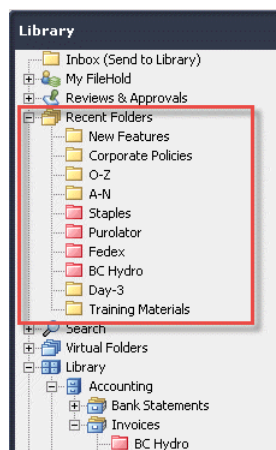 Library
Inbox (Send to Library)
My FileHold
Reviews & Approvals
Recent Folders
New Features
Corporate Policies
O-Z
A-N
Staples
Purolator
Fedex
BC Hydro
Day-3
Training Materials
Search
Virtual Folders
Library
Accounting
Bank Statements
Invoices
BC Hydro